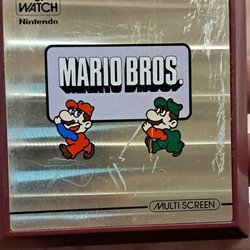 WATCH
Nintendo
MARIO BROS.
MULTI SCREEN